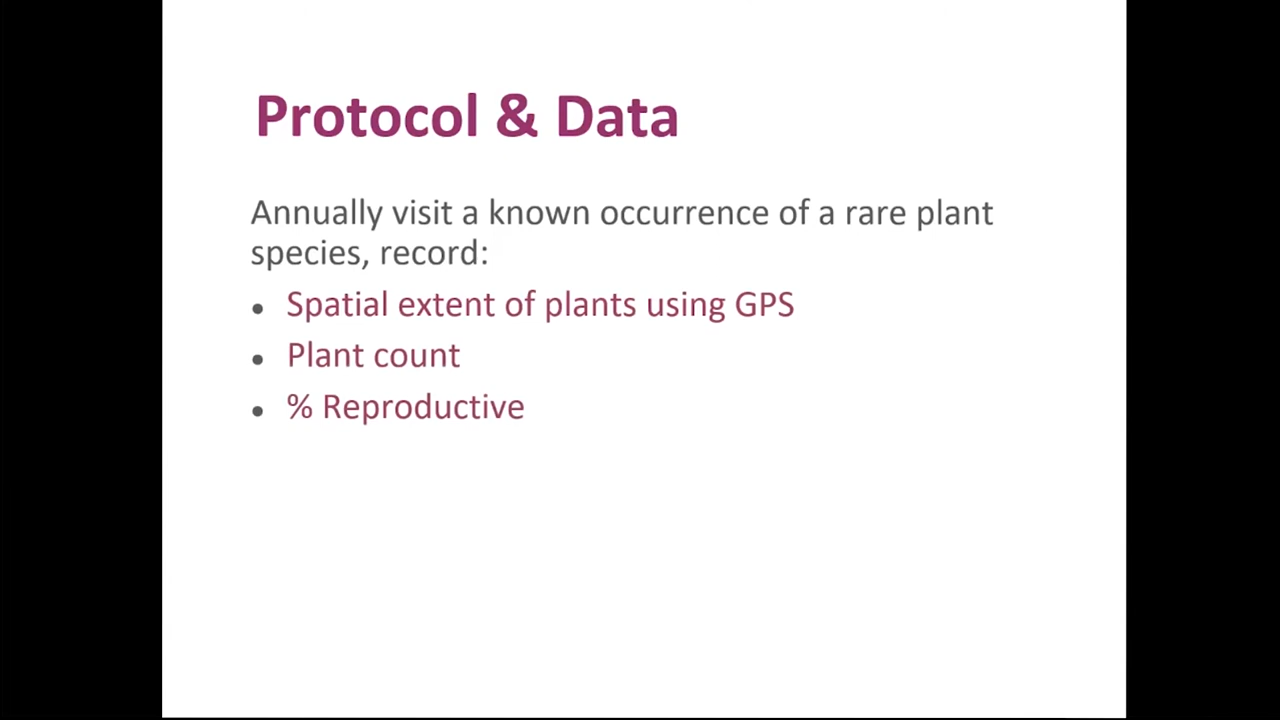 Protocol & Data
Annually visit a known occurrence of a rare plant
species, record:
• Spatial extent of plants using GPS
• Plant count
• % Reproductive